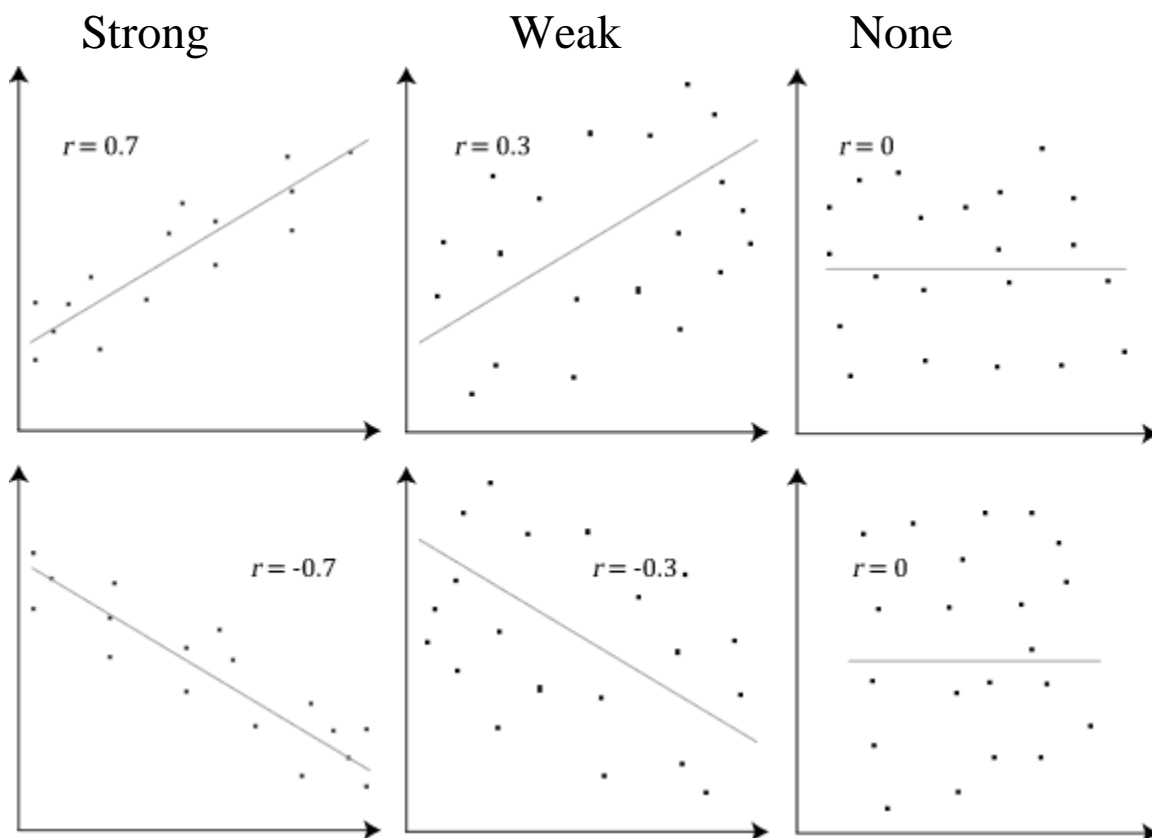 Strong Weak None
r = 0.7 r = 0.3 r = 0
r = -0.7 r = -0.3 r = 0